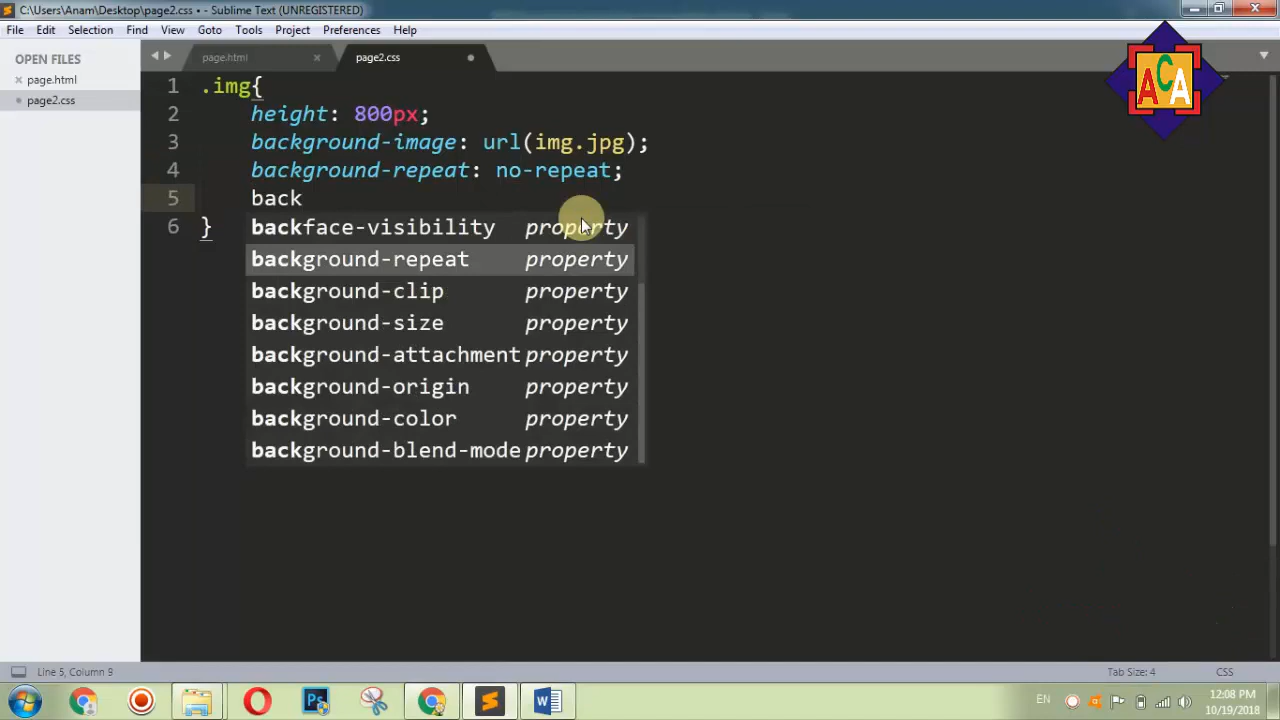 C:\Users\Anam\Desktop\page2.css • - Sublime Text (UNREGISTERED)
File Edit Selection Find View Goto Tools Project Preferences Help
OPEN FILES
page.html
page2.css
page.html
page2.css
ACA
1 .img{
2 height: 800px;
3 background-image: url(img.jpg);
4 background-repeat: no-repeat;
5 back
6 }
backface-visibility property
background-repeat property
background-clip property
background-size property
background-attachment property
background-origin property
background-color property
background-blend-mode property
Line 5, Column 9
Tab Size: 4
CSS
EN
12:08 PM
10/19/2018